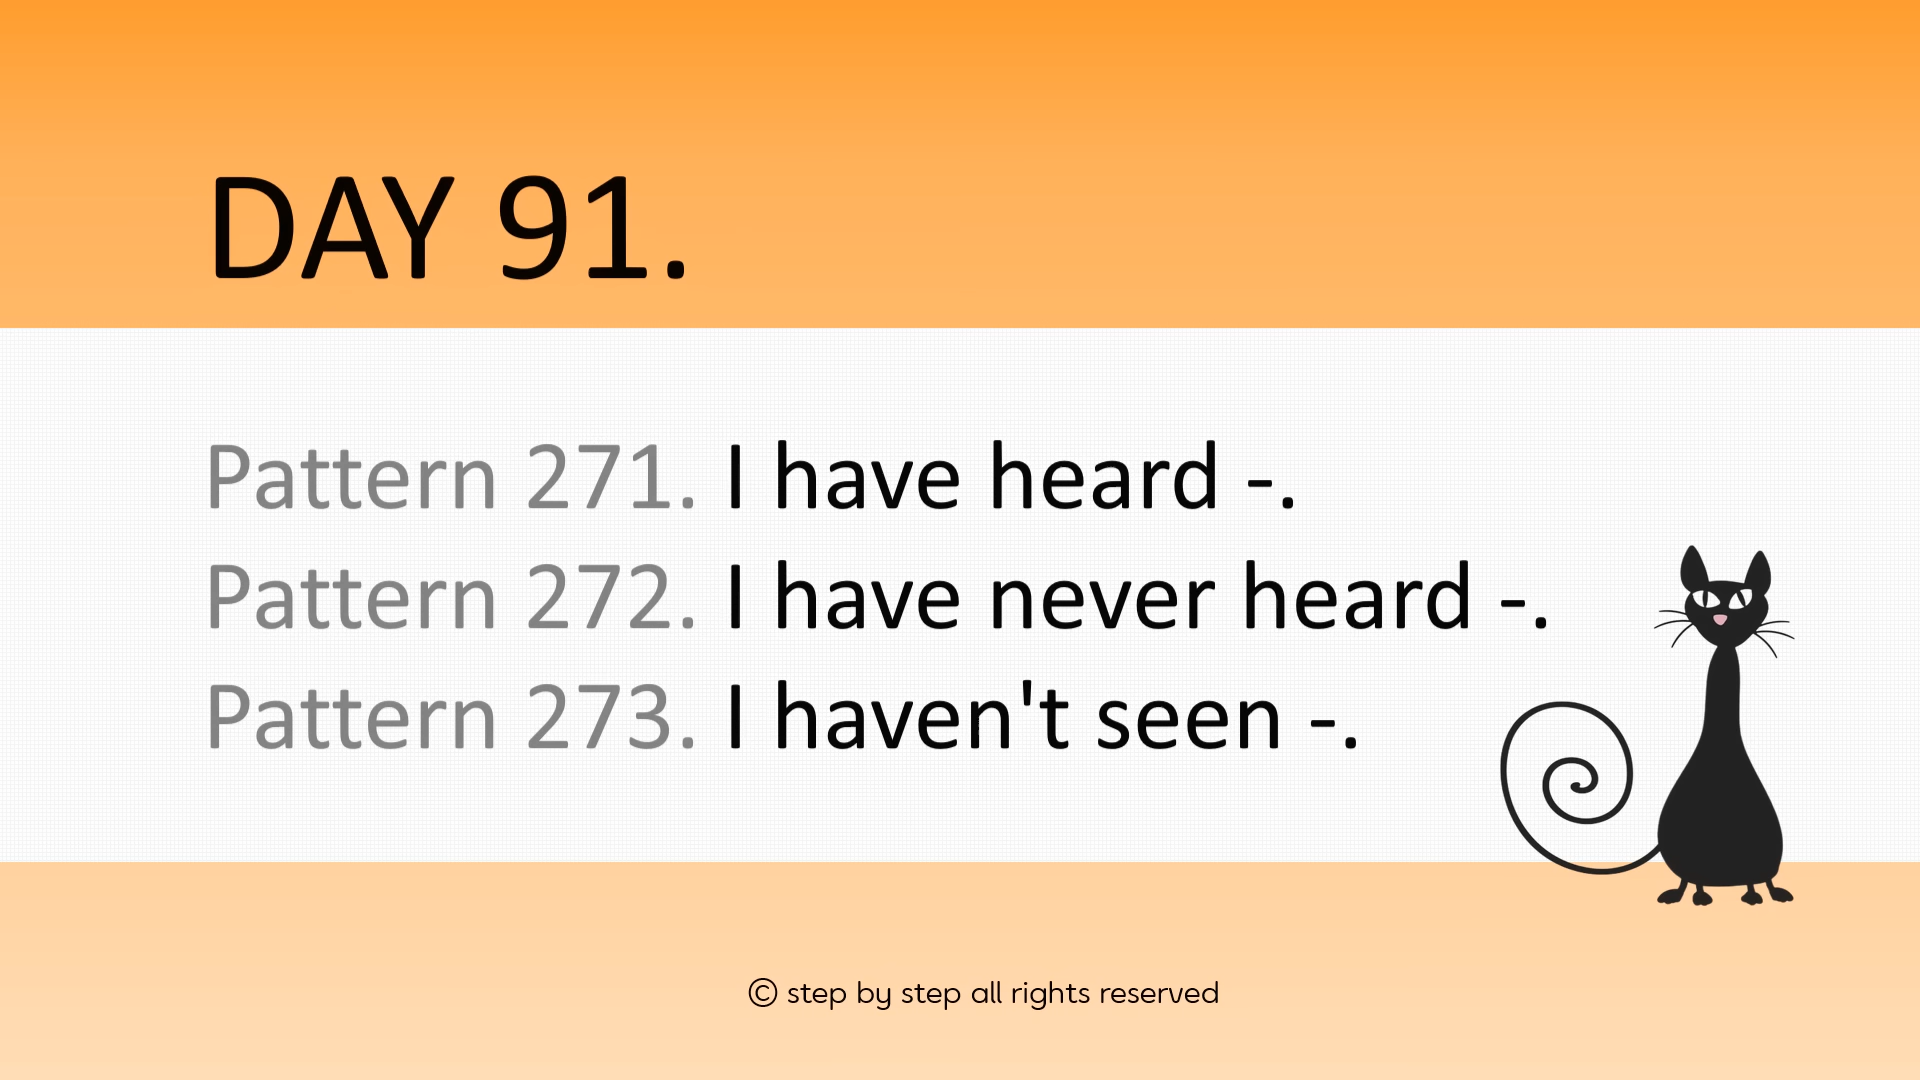 DAY 91.
Pattern 271. I have heard -.
Pattern 272. I have never heard -.
Pattern 273. I haven't seen -.
© step by step all rights reserved